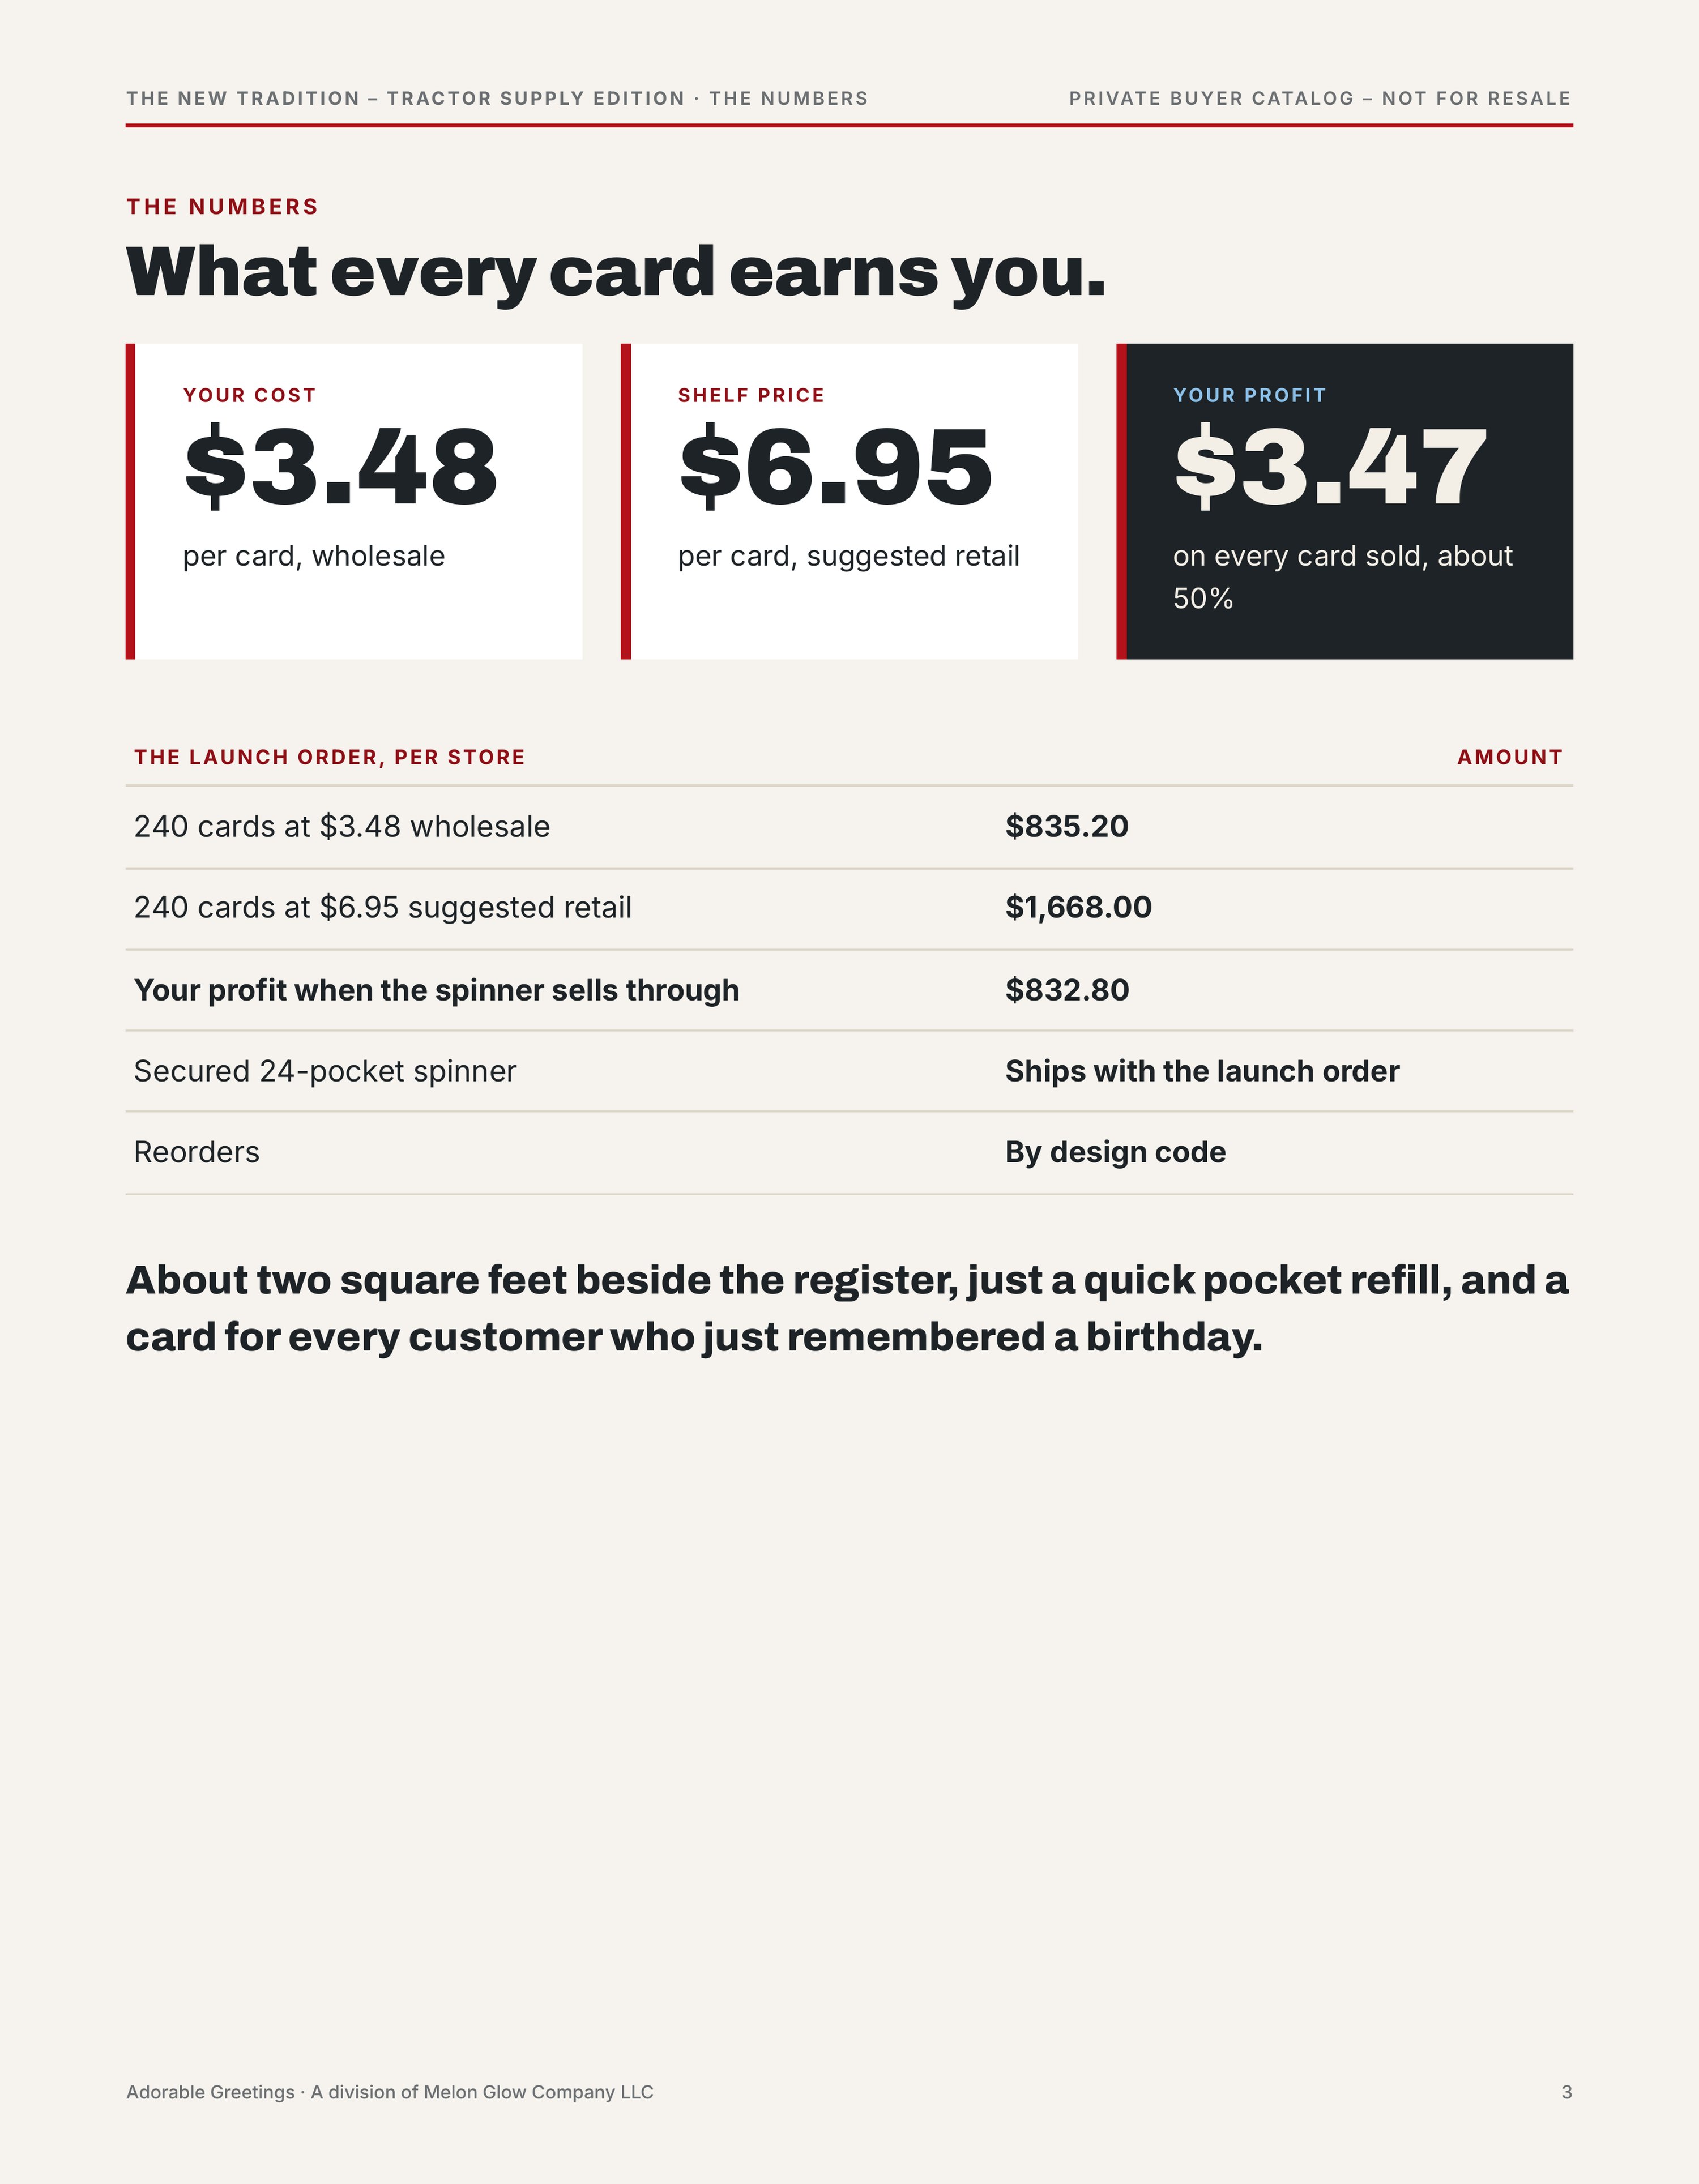 THE NEW TRADITION – TRACTOR SUPPLY EDITION · THE NUMBERS
PRIVATE BUYER CATALOG – NOT FOR RESALE
THE NUMBERS
What every card earns you.
YOUR COST
$3.48
per card, wholesale
SHELF PRICE
$6.95
per card, suggested retail
YOUR PROFIT
$3.47
on every card sold, about
50%
THE LAUNCH ORDER, PER STORE AMOUNT
240 cards at $3.48 wholesale $835.20
240 cards at $6.95 suggested retail $1,668.00
Your profit when the spinner sells through $832.80
Secured 24-pocket spinner Ships with the launch order
Reorders By design code
About two square feet beside the register, just a quick pocket refill, and a
card for every customer who just remembered a birthday.
Adorable Greetings · A division of Melon Glow Company LLC
3